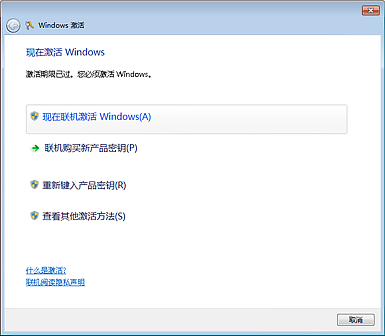 Windows 激活
现在激活 Windows
激活期限已过。您必须激活 Windows。
现在联机激活 Windows(A)
联机购买新产品密钥(P)
重新键入产品密钥(R)
查看其他激活方法(S)
什么是激活?
联机阅读隐私声明
取消